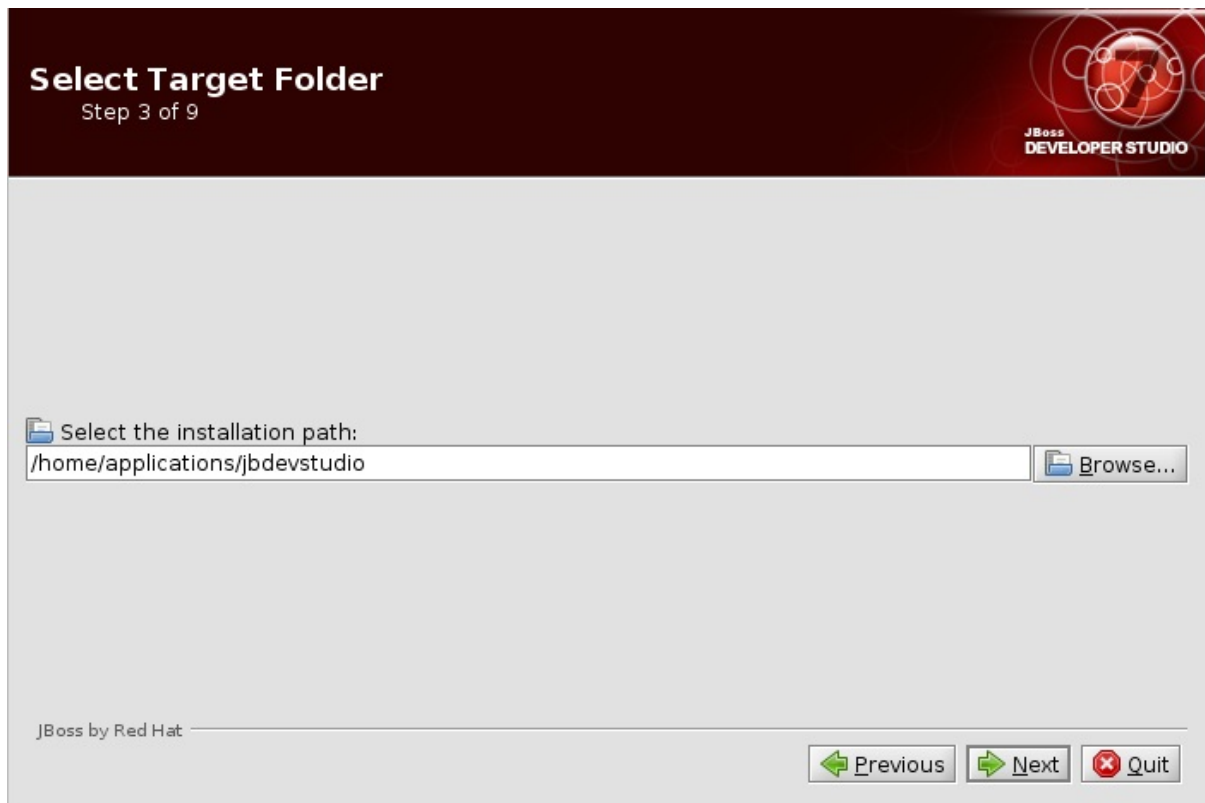 Select Target Folder
Step 3 of 9
7
JBoss
DEVELOPER STUDIO
Select the installation path:
/home/applications/jbdevstudio
Browse...
JBoss by Red Hat
Previous
Next
Quit